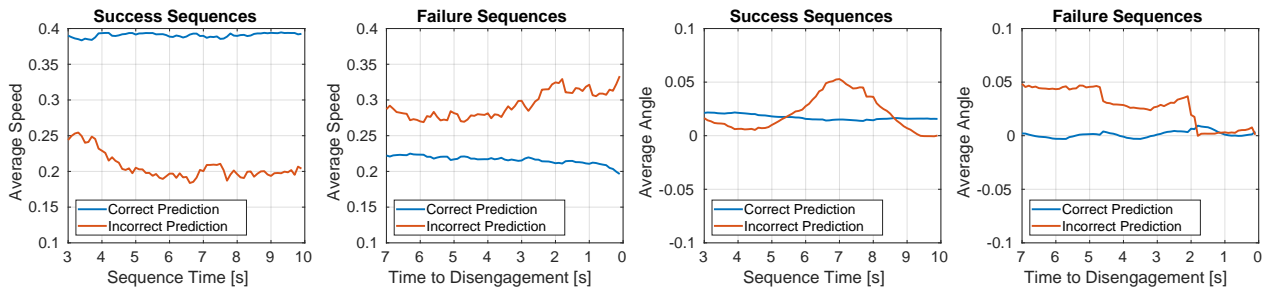 Success Sequences
0.4
0.35
0.3
0.25
0.2
0.15
0.1
Average Speed
Correct Prediction
Incorrect Prediction
3 4 5 6 7 8 9 10
Sequence Time [s]
Failure Sequences
0.4
0.35
0.3
0.25
0.2
0.15
0.1
Average Speed
Correct Prediction
Incorrect Prediction
7 6 5 4 3 2 1 0
Time to Disengagement [s]
Success Sequences
0.1
0.05
0
-0.05
-0.1
Average Angle
Correct Prediction
Incorrect Prediction
3 4 5 6 7 8 9 10
Sequence Time [s]
Failure Sequences
0.1
0.05
0
-0.05
-0.1
Average Angle
Correct Prediction
Incorrect Prediction
7 6 5 4 3 2 1 0
Time to Disengagement [s]